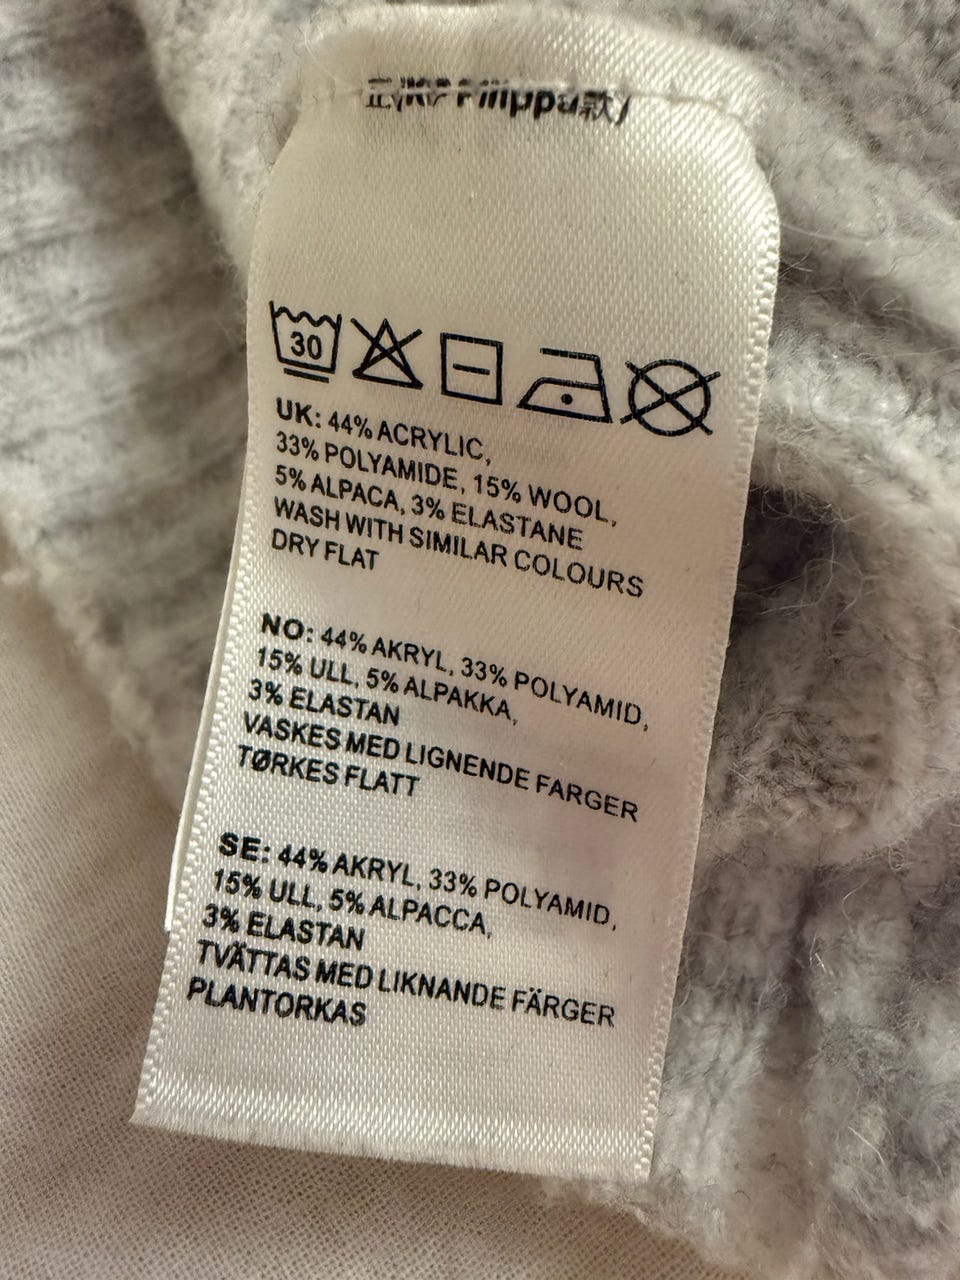 30
UK: 44% ACRYLIC,
33% POLYAMIDE, 15% WOOL,
5% ALPACA, 3% ELASTANE
WASH WITH SIMILAR COLOURS
DRY FLAT
NO: 44% AKRYL, 33% POLYAMID,
15% ULL, 5% ALPAKKA,
3% ELASTAN
VASKES MED LIGNENDE FARGER
TØRKES FLATT
SE: 44% AKRYL, 33% POLYAMID,
15% ULL, 5% ALPACCA,
3% ELASTAN
TVÄTTAS MED LIKNANDE FÄRGER
PLANTORKAS